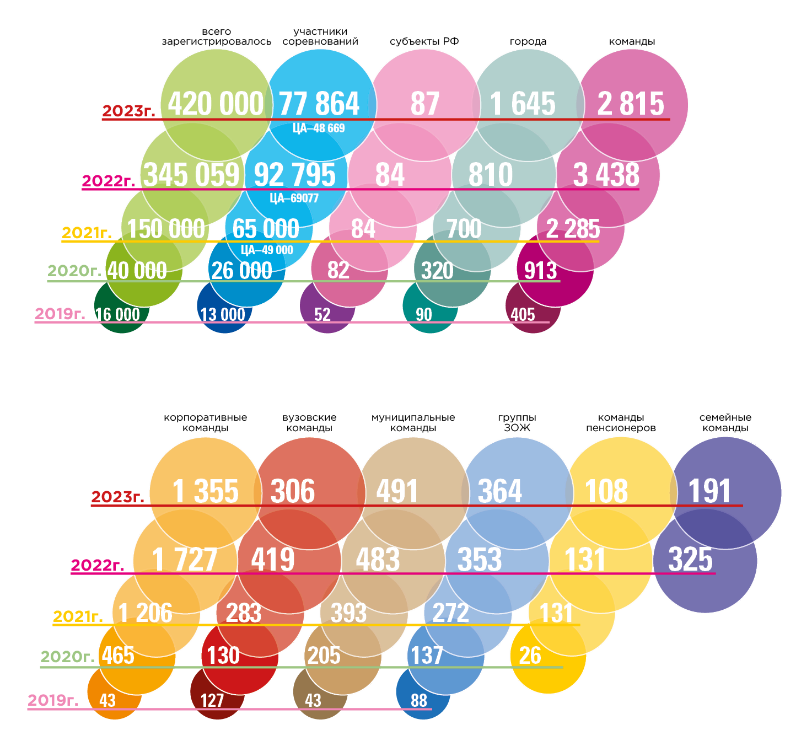 всего
зарегистрировалось
участники
соревнований
субъекты РФ
города
команды
2023г. 420 000 77 864 87 1 645 2 815
ЦА–48 669
2022г. 345 059 92 795 84 810 3 438
ЦА–69077
2021г. 150 000 65 000 84 700 2 285
ЦА–49 000
2020г. 40 000 26 000 82 320 913
2019г. 16 000 13 000 52 90 405
корпоративные
команды
вузовские
команды
муниципальные
команды
группы
ЗОЖ
команды
пенсионеров
семейные
команды
2023г. 1 355 306 491 364 108 191
2022г. 1 727 419 483 353 131 325
2021г. 1 206 283 393 272 131
2020г. 465 130 205 137 26
2019г. 43 127 43 88